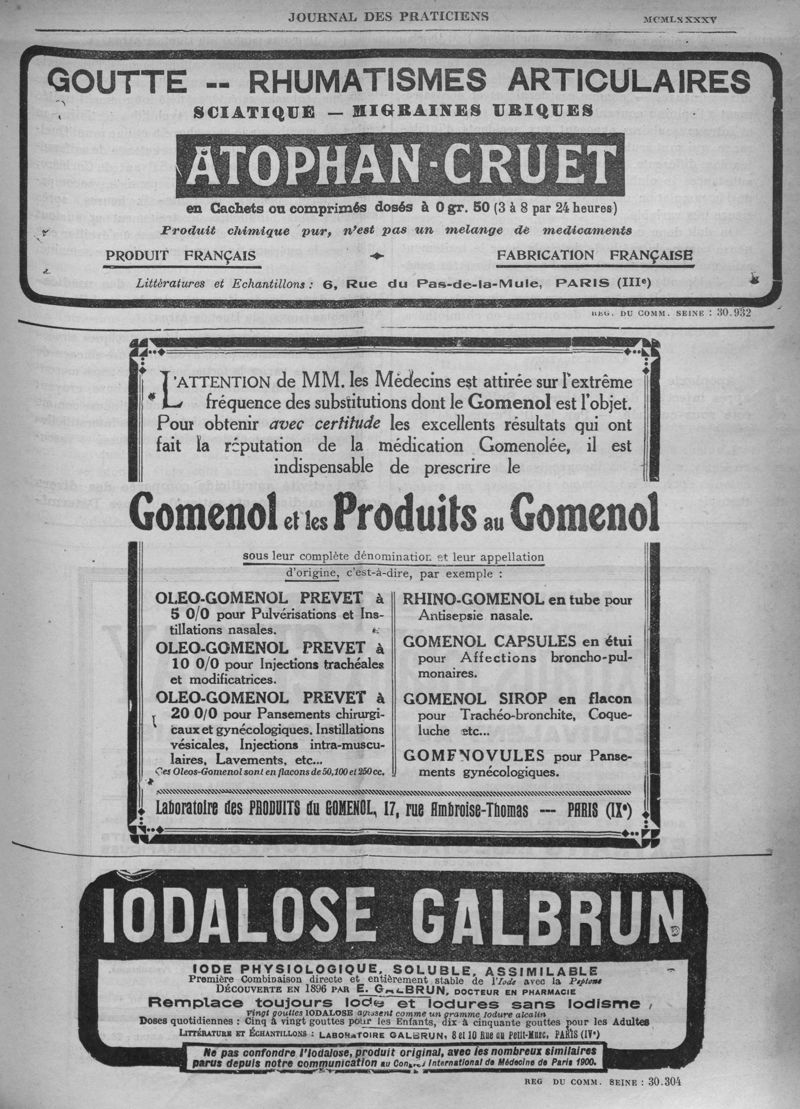 JOURNAL DES PRATICIENS
MCMLXXXXV
GOUTTE -- RHUMATISMES ARTICULAIRES
SCIATIQUE — MIGRAINES URIQUES
ATOPHAN-CRUET
en Cachets ou comprimés dosés à 0 gr. 50 (3 à 8 par 24 heures)
Produit chimique pur, n'est pas un melange de medicaments
PRODUIT FRANÇAIS
FABRICATION FRANÇAISE
Littératures et Echantillons : 6, Rue du Pas-de-la-Mule, PARIS (IIIe)
REG. DU COMM. SEINE : 30.932
L'ATTENTION de MM. les Médecins est attirée sur l'extrême
fréquence des substitutions dont le Gomenol est l'objet.
Pour obtenir avec certitude les excellents résultats qui ont
fait la réputation de la médication Gomenolée, il est
indispensable de prescrire le
Gomenol et les Produits au Gomenol
sous leur complète dénomination et leur appellation
d'origine, c'est-à-dire, par exemple :
OLEO-GOMENOL PREVET à
5 0/0 pour Pulvérisations et Ins-
tillations nasales.
OLEO-GOMENOL PREVET à
10 0/0 pour Injections trachéales
et modificatrices.
OLEO-GOMENOL PREVET à
20 0/0 pour Pansements chirurgi-
caux et gynécologiques. Instillations
vésicales, Injections intra-muscu-
laires, Lavements, etc...
Ces Oleos-Gomenol sont en flacons de 50, 100 et 250 cc.
RHINO-GOMENOL en tube pour
Antisepsie nasale.
GOMENOL CAPSULES en étui
pour Affections broncho-pul-
monaires.
GOMENOL SIROP en flacon
pour Trachéo-bronchite, Coque-
luche etc...
GOMENOVULES pour Panse-
ments gynécologiques.
Laboratoire des PRODUITS du GOMENOL, 17, rue Ambroise-Thomas --- PARIS (IXe)
IODALOSE GALBRUN
IODE PHYSIOLOGIQUE, SOLUBLE, ASSIMILABLE
Première Combinaison directe et entièrement stable de l'Iode avec la Peptone
DÉCOUVERTE EN 1896 PAR E. GALBRUN, DOCTEUR EN PHARMACIE
Remplace toujours Iode et Iodures sans Iodisme
Vingt gouttes IODALOSE agissent comme un gramme Iodure alcalin
Doses quotidiennes : Cinq à vingt gouttes pour les Enfants, dix à cinquante gouttes pour les Adultes
LITTÉRATURE ET ÉCHANTILLONS : LABORATOIRE GALBRUN, 8 et 10 Rue du Petit-Musc, PARIS (IVe)
Ne pas confondre l'Iodalose, produit original, avec les nombreux similaires
parus depuis notre communication au Congrès International de Médecine de Paris 1900.
REG DU COMM. SEINE : 30.304